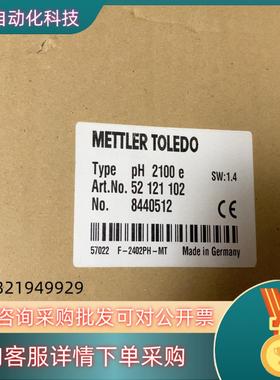 自动化科技
METTLER TOLEDO
Type pH 2100 e SW:1.4
Art.No. 52 121 102
No. 8440512
CE
57022 F-2402PH-MT Made in Germany
321949929
咨询采购批发可对公开票
客服详情下单购买